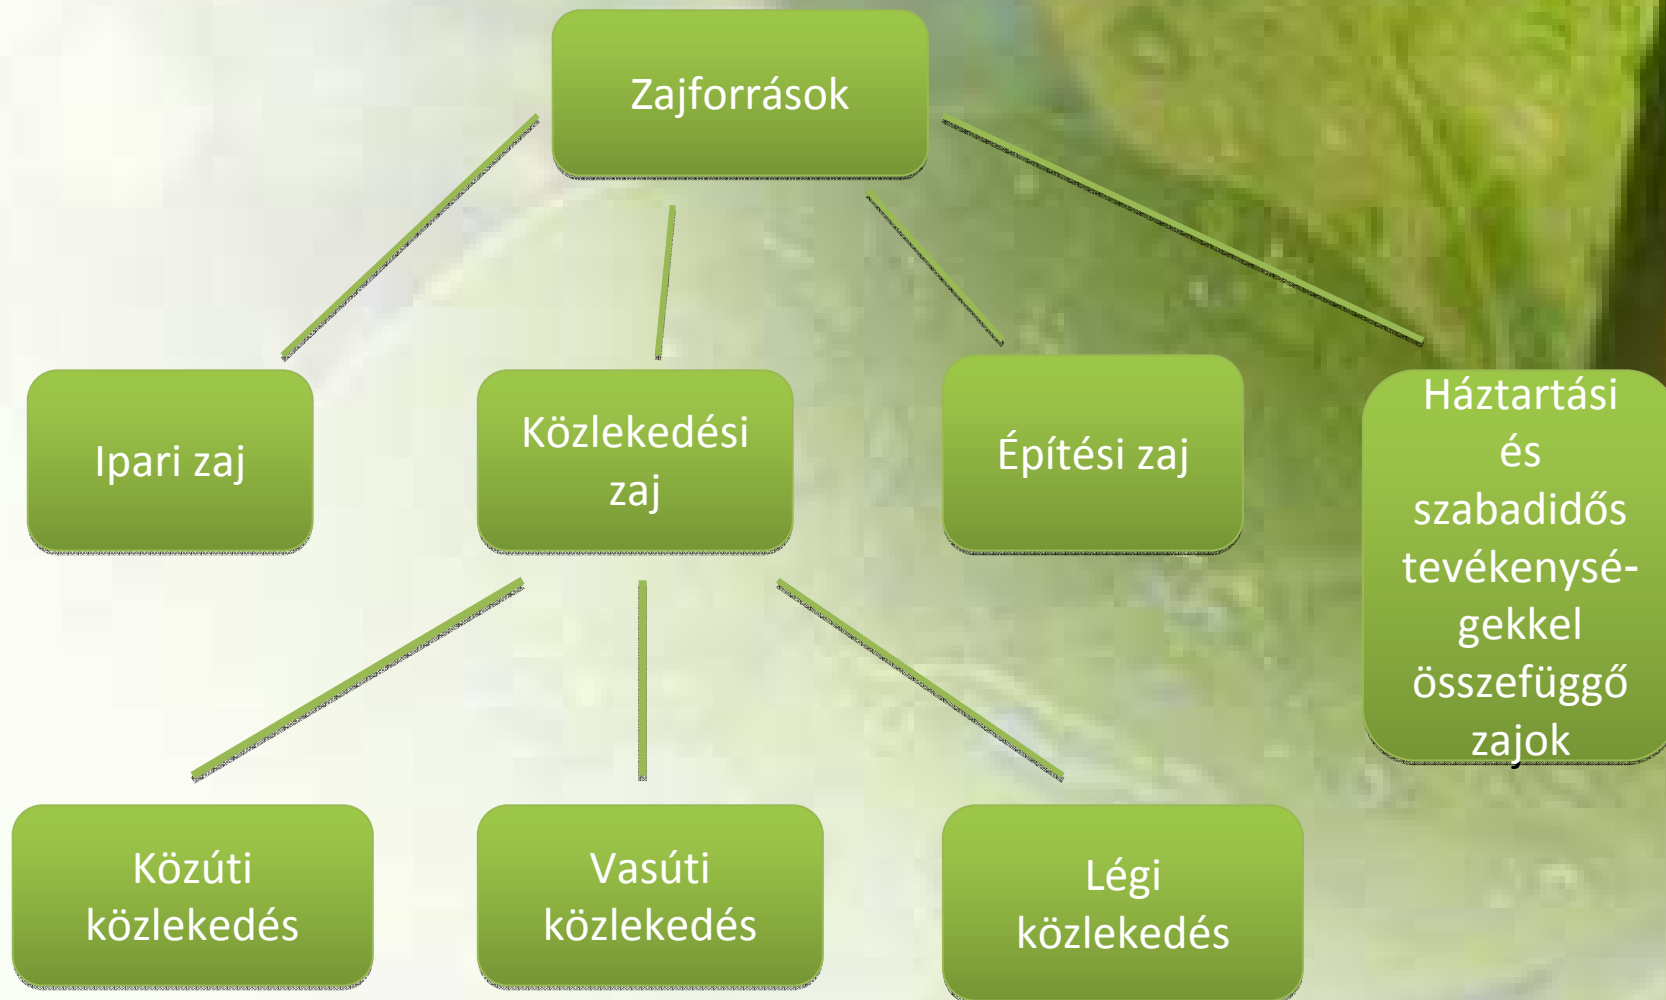 Zajforrások
Ipari zaj
Közlekedési
zaj
Építési zaj
Háztartási
és
szabadidős
tevékenysé-
gekkel
összefüggő
zajok
Közúti
közlekedés
Vasúti
közlekedés
Légi
közlekedés